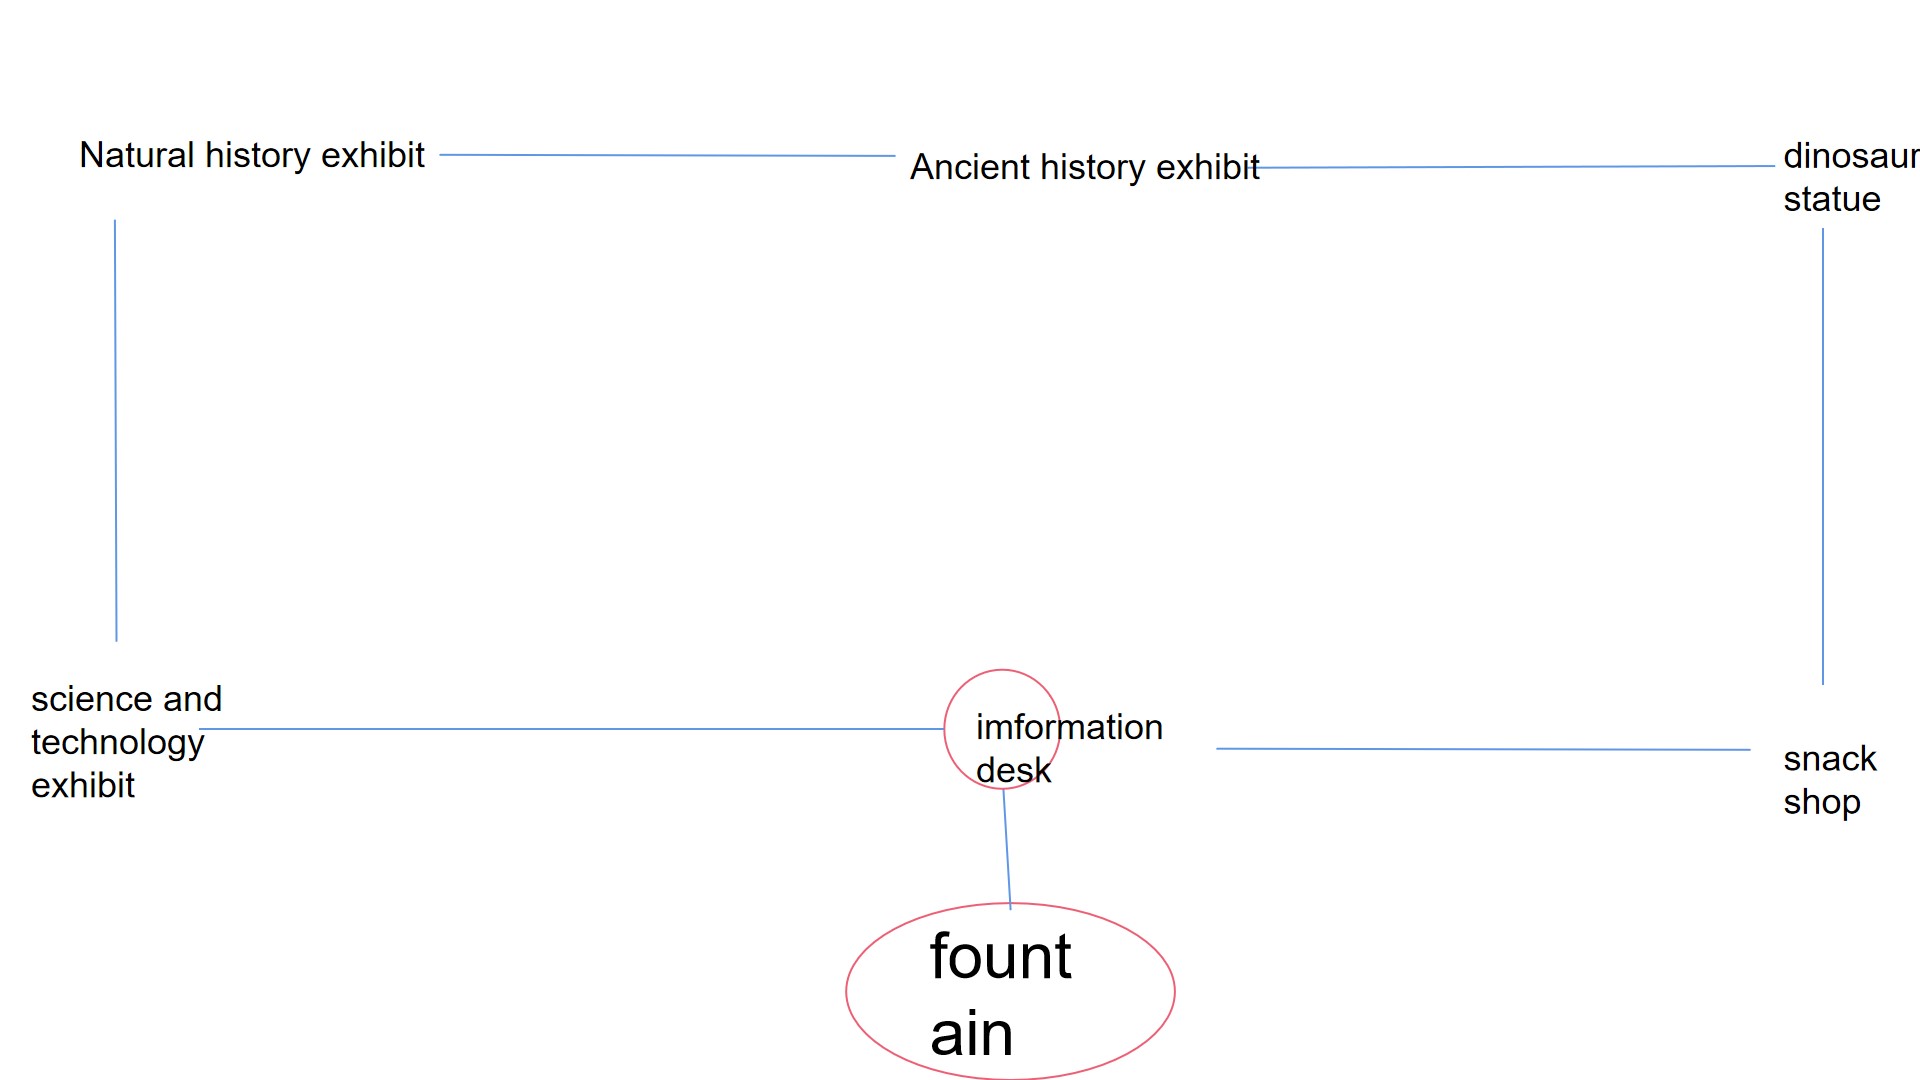 Natural history exhibit
Ancient history exhibit
dinosaur
statue
science and
technology
exhibit
imformation
desk
snack
shop
fount
ain